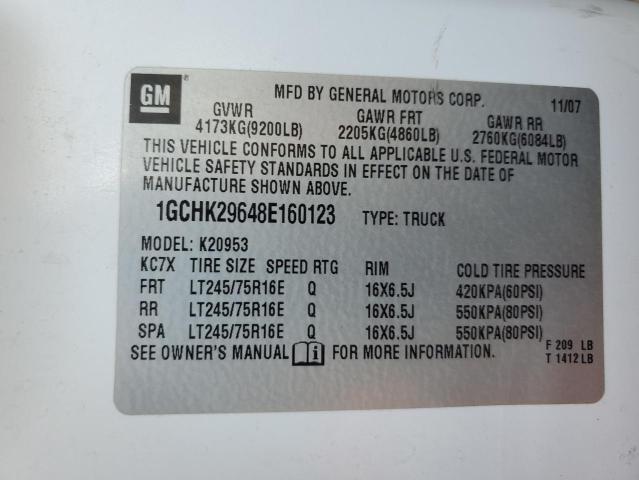 GM
MFD BY GENERAL MOTORS CORP. 11/07
GVWR GAWR FRT GAWR RR
4173KG(9200LB) 2205KG(4860LB) 2760KG(6084LB)
THIS VEHICLE CONFORMS TO ALL APPLICABLE U.S. FEDERAL MOTOR
VEHICLE SAFETY STANDARDS IN EFFECT ON THE DATE OF
MANUFACTURE SHOWN ABOVE.
1GCHK29648E160123 TYPE: TRUCK
MODEL: K20953
KC7X TIRE SIZE SPEED RTG RIM COLD TIRE PRESSURE
FRT LT245/75R16E Q 16X6.5J 420KPA(60PSI)
RR LT245/75R16E Q 16X6.5J 550KPA(80PSI)
SPA LT245/75R16E Q 16X6.5J 550KPA(80PSI)
SEE OWNER'S MANUAL i FOR MORE INFORMATION. F 209 LB
T 1412 LB